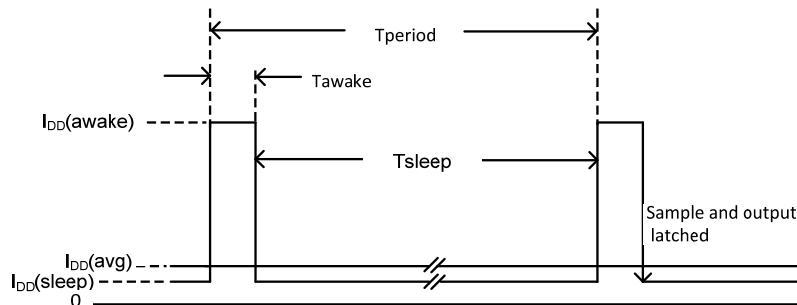 Tperiod
Tawake
IDD(awake)
Tsleep
Sample and output
latched
IDD(avg)
IDD(sleep)
0